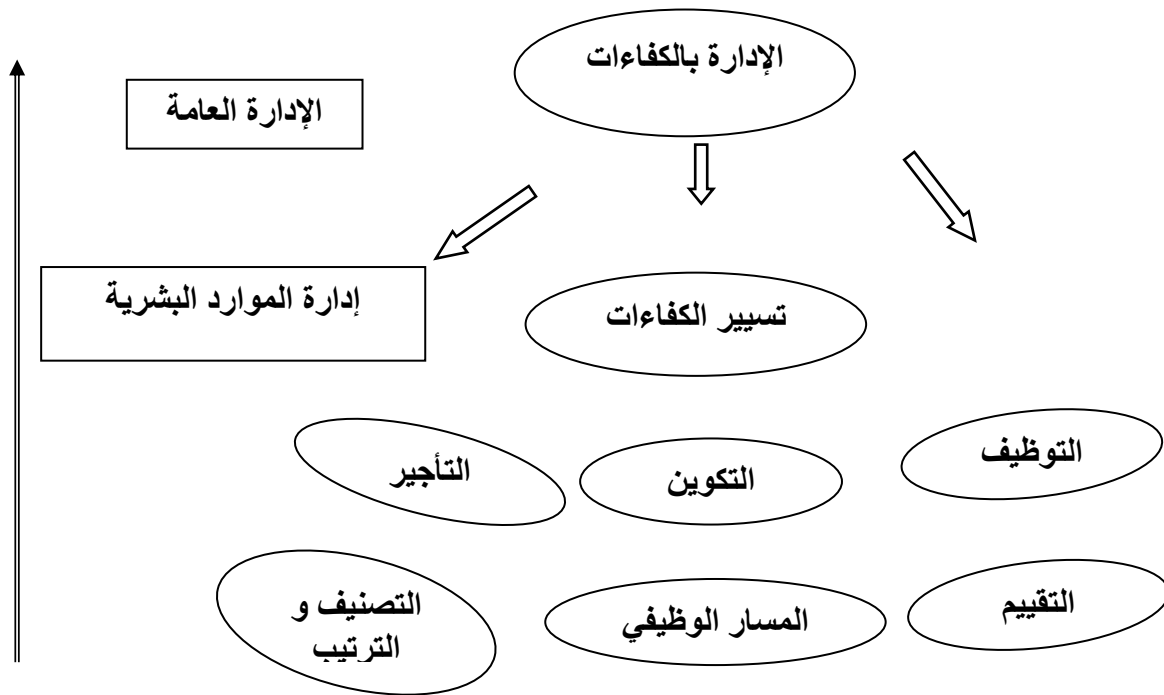 الإدارة بالكفاءات
الإدارة العامة
إدارة الموارد البشرية
تسيير الكفاءات
التوظيف
التكوين
التأجير
التقييم
المسار الوظيفي
التصنيف و
الترتيب